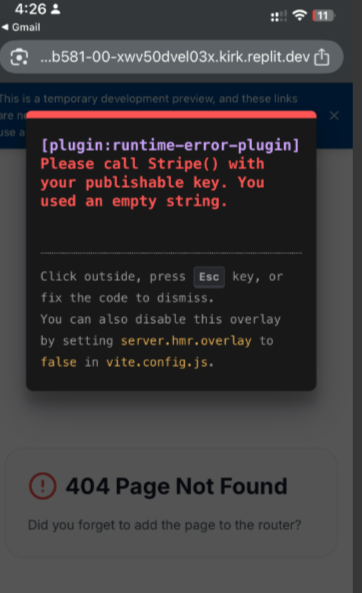 4:26
11
◀ Gmail
...b581-00-xwv50dvel03x.kirk.replit.dev
This is a temporary development preview, and these links
are
use a
[plugin:runtime-error-plugin]
Please call Stripe() with
your publishable key. You
used an empty string.
Click outside, press Esc key, or
fix the code to dismiss.
You can also disable this overlay
by setting server.hmr.overlay to
false in vite.config.js.
404 Page Not Found
Did you forget to add the page to the router?